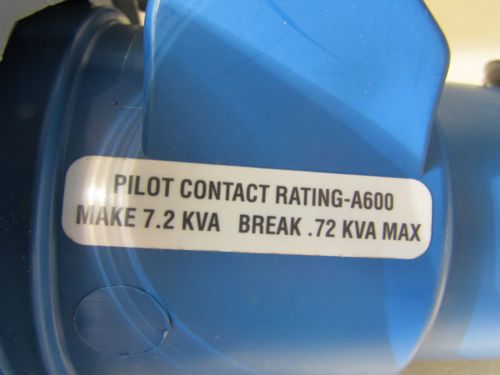 PILOT CONTACT RATING-A600
MAKE 7.2 KVA BREAK .72 KVA MAX